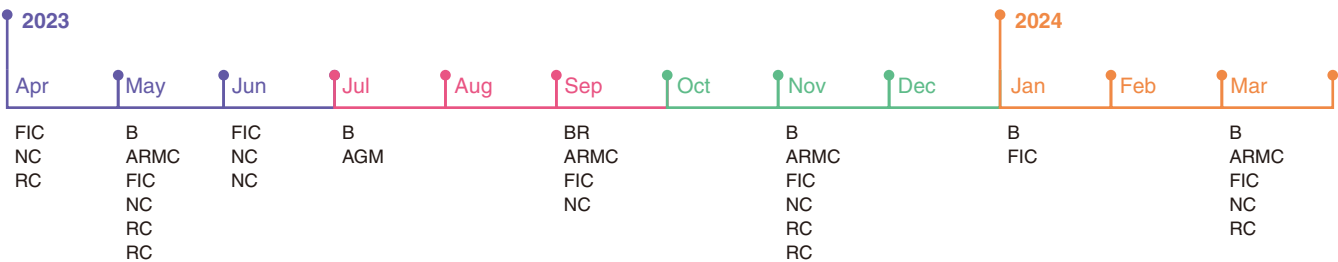 2023
2024
Apr May Jun Jul Aug Sep Oct Nov Dec Jan Feb Mar
FIC B FIC B BR B B B
NC ARMC NC AGM ARMC ARMC FIC ARMC
RC FIC NC FIC FIC FIC
NC NC NC NC
RC RC RC
RC RC